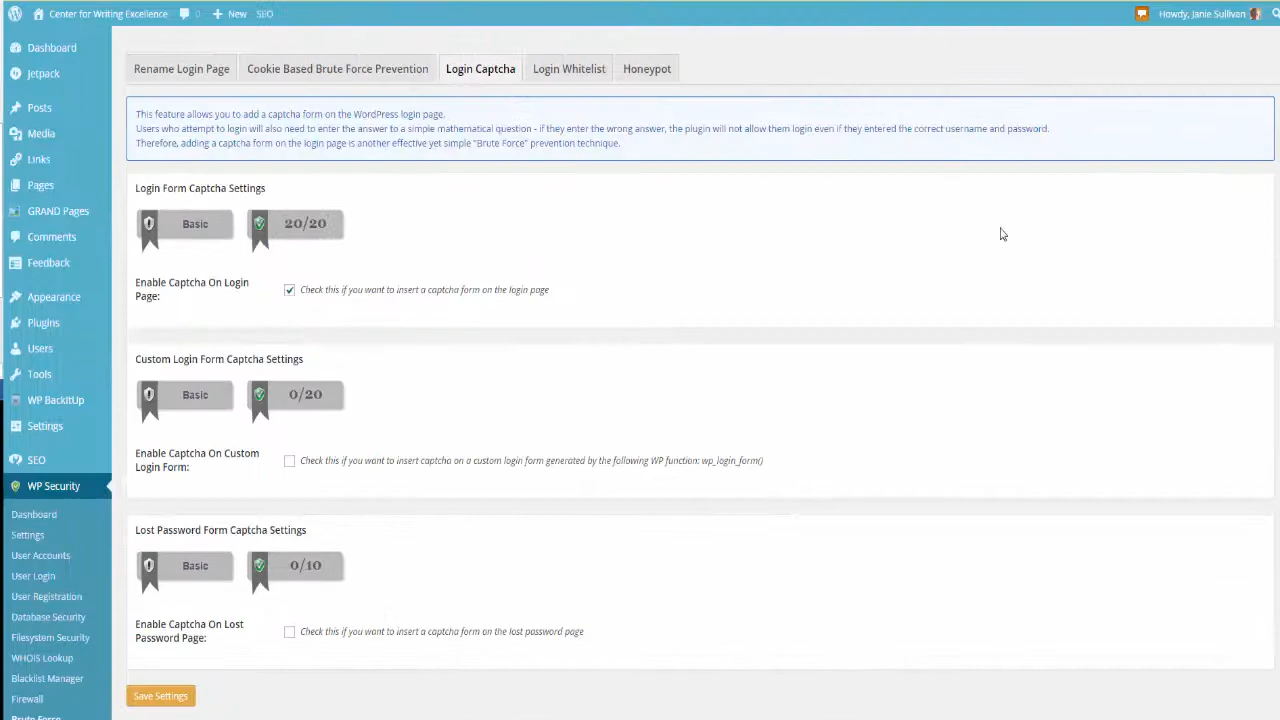 Center for Writing Excellence 0 New SEO Howdy, Janie Sullivan
Dashboard
Jetpack
Posts
Media
Links
Pages
GRAND Pages
Comments
Feedback
Appearance
Plugins
Users
Tools
WP BackItUp
Settings
SEO
WP Security
Dashboard
Settings
User Accounts
User Login
User Registration
Database Security
Filesystem Security
WHOIS Lookup
Blacklist Manager
Firewall
Brute Force
Rename Login Page Cookie Based Brute Force Prevention Login Captcha Login Whitelist Honeypot
This feature allows you to add a captcha form on the WordPress login page.
Users who attempt to login will also need to enter the answer to a simple mathematical question - if they enter the wrong answer, the plugin will not allow them login even if they entered the correct username and password.
Therefore, adding a captcha form on the login page is another effective yet simple "Brute Force" prevention technique.
Login Form Captcha Settings
Basic 20/20
Enable Captcha On Login
Page:
Check this if you want to insert a captcha form on the login page
Custom Login Form Captcha Settings
Basic 0/20
Enable Captcha On Custom
Login Form:
Check this if you want to insert captcha on a custom login form generated by the following WP function: wp_login_form()
Lost Password Form Captcha Settings
Basic 0/10
Enable Captcha On Lost
Password Page:
Check this if you want to insert a captcha form on the lost password page
Save Settings